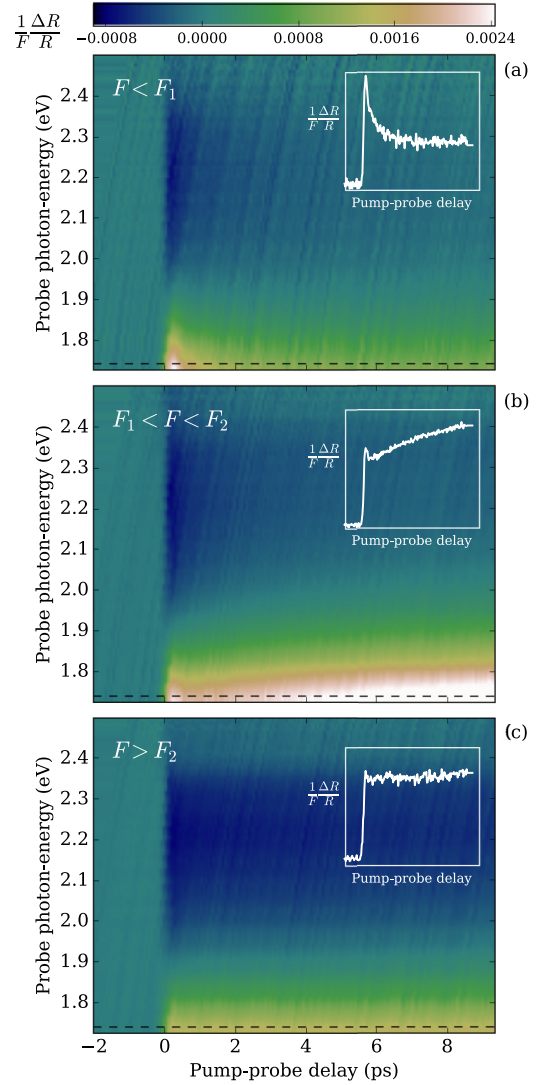 1/F ΔR/R
−0.0008 0.0000 0.0008 0.0016 0.0024
(a)
F < F₁
1/F ΔR/R
Pump-probe delay
Probe photon-energy (eV)
2.4
2.3
2.2
2.1
2.0
1.9
1.8
(b)
F₁ < F < F₂
1/F ΔR/R
Pump-probe delay
Probe photon-energy (eV)
2.4
2.3
2.2
2.1
2.0
1.9
1.8
(c)
F > F₂
1/F ΔR/R
Pump-probe delay
Probe photon-energy (eV)
2.4
2.3
2.2
2.1
2.0
1.9
1.8
−2 0 2 4 6 8
Pump-probe delay (ps)